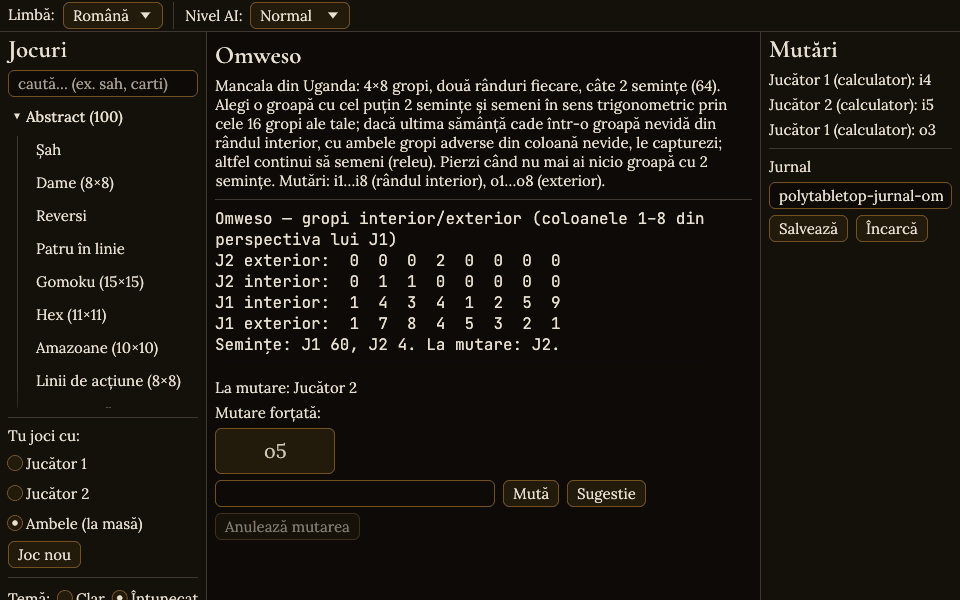 Limbă: Română ▼ Nivel AI: Normal ▼
Jocuri
caută... (ex. sah, carti)
▼ Abstract (100)
Șah
Dame (8×8)
Reversi
Patru în linie
Gomoku (15×15)
Hex (11×11)
Amazoane (10×10)
Linii de acțiune (8×8)
Tu joci cu:
Jucător 1
Jucător 2
Ambele (la masă)
Joc nou
Temă: Clar Întunecat
Omweso
Mancala din Uganda: 4×8 gropi, două rânduri fiecare, câte 2 semințe (64).
Alegi o groapă cu cel puțin 2 semințe și semeni în sens trigonometric prin
cele 16 gropi ale tale; dacă ultima sămânță cade într-o groapă nevidă din
rândul interior, cu ambele gropi adverse din coloană nevide, le capturezi;
altfel continui să semeni (releu). Pierzi când nu mai ai nicio groapă cu 2
semințe. Mutări: i1...i8 (rândul interior), o1...o8 (exterior).
Omweso — gropi interior/exterior (coloanele 1–8 din
perspectiva lui J1)
J2 exterior: 0 0 0 2 0 0 0 0
J2 interior: 0 1 1 0 0 0 0 0
J1 interior: 1 4 3 4 1 2 5 9
J1 exterior: 1 7 8 4 5 3 2 1
Semințe: J1 60, J2 4. La mutare: J2.
La mutare: Jucător 2
Mutare forțată:
o5
Mută Sugestie
Anulează mutarea
Mutări
Jucător 1 (calculator): i4
Jucător 2 (calculator): i5
Jucător 1 (calculator): o3
Jurnal
polytabletop-jurnal-om
Salvează Încarcă